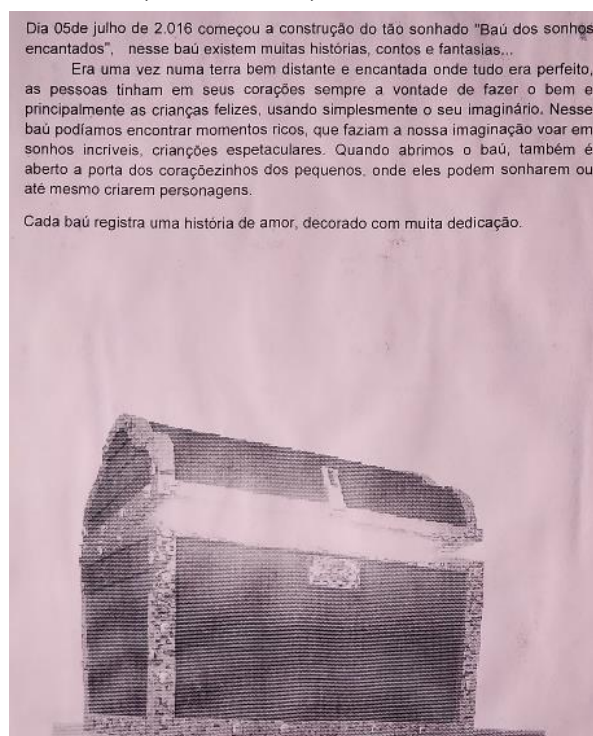 Dia 05de julho de 2.016 começou a construção do tão sonhado "Baú dos sonhos
encantados", nesse baú existem muitas histórias, contos e fantasias...
Era uma vez numa terra bem distante e encantada onde tudo era perfeito,
as pessoas tinham em seus corações sempre a vontade de fazer o bem e
principalmente as crianças felizes, usando simplesmente o seu imaginário. Nesse
baú podíamos encontrar momentos ricos, que faziam a nossa imaginação voar em
sonhos incriveis, crianções espetaculares. Quando abrimos o baú, também é
aberto a porta dos coraçõezinhos dos pequenos, onde eles podem sonharem ou
até mesmo criarem personagens.
Cada baú registra uma história de amor, decorado com muita dedicação.